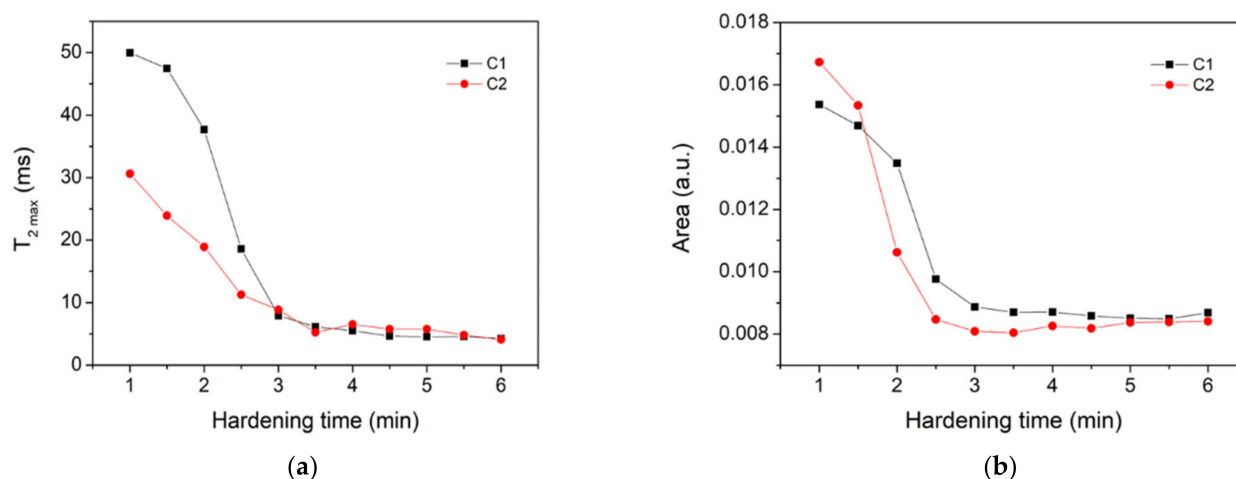 50
40
30
20
10
0
T2 max (ms)
C1
C2
1 2 3 4 5 6
Hardening time (min)
(a)
0.018
0.016
0.014
0.012
0.010
0.008
Area (a.u.)
C1
C2
1 2 3 4 5 6
Hardening time (min)
(b)